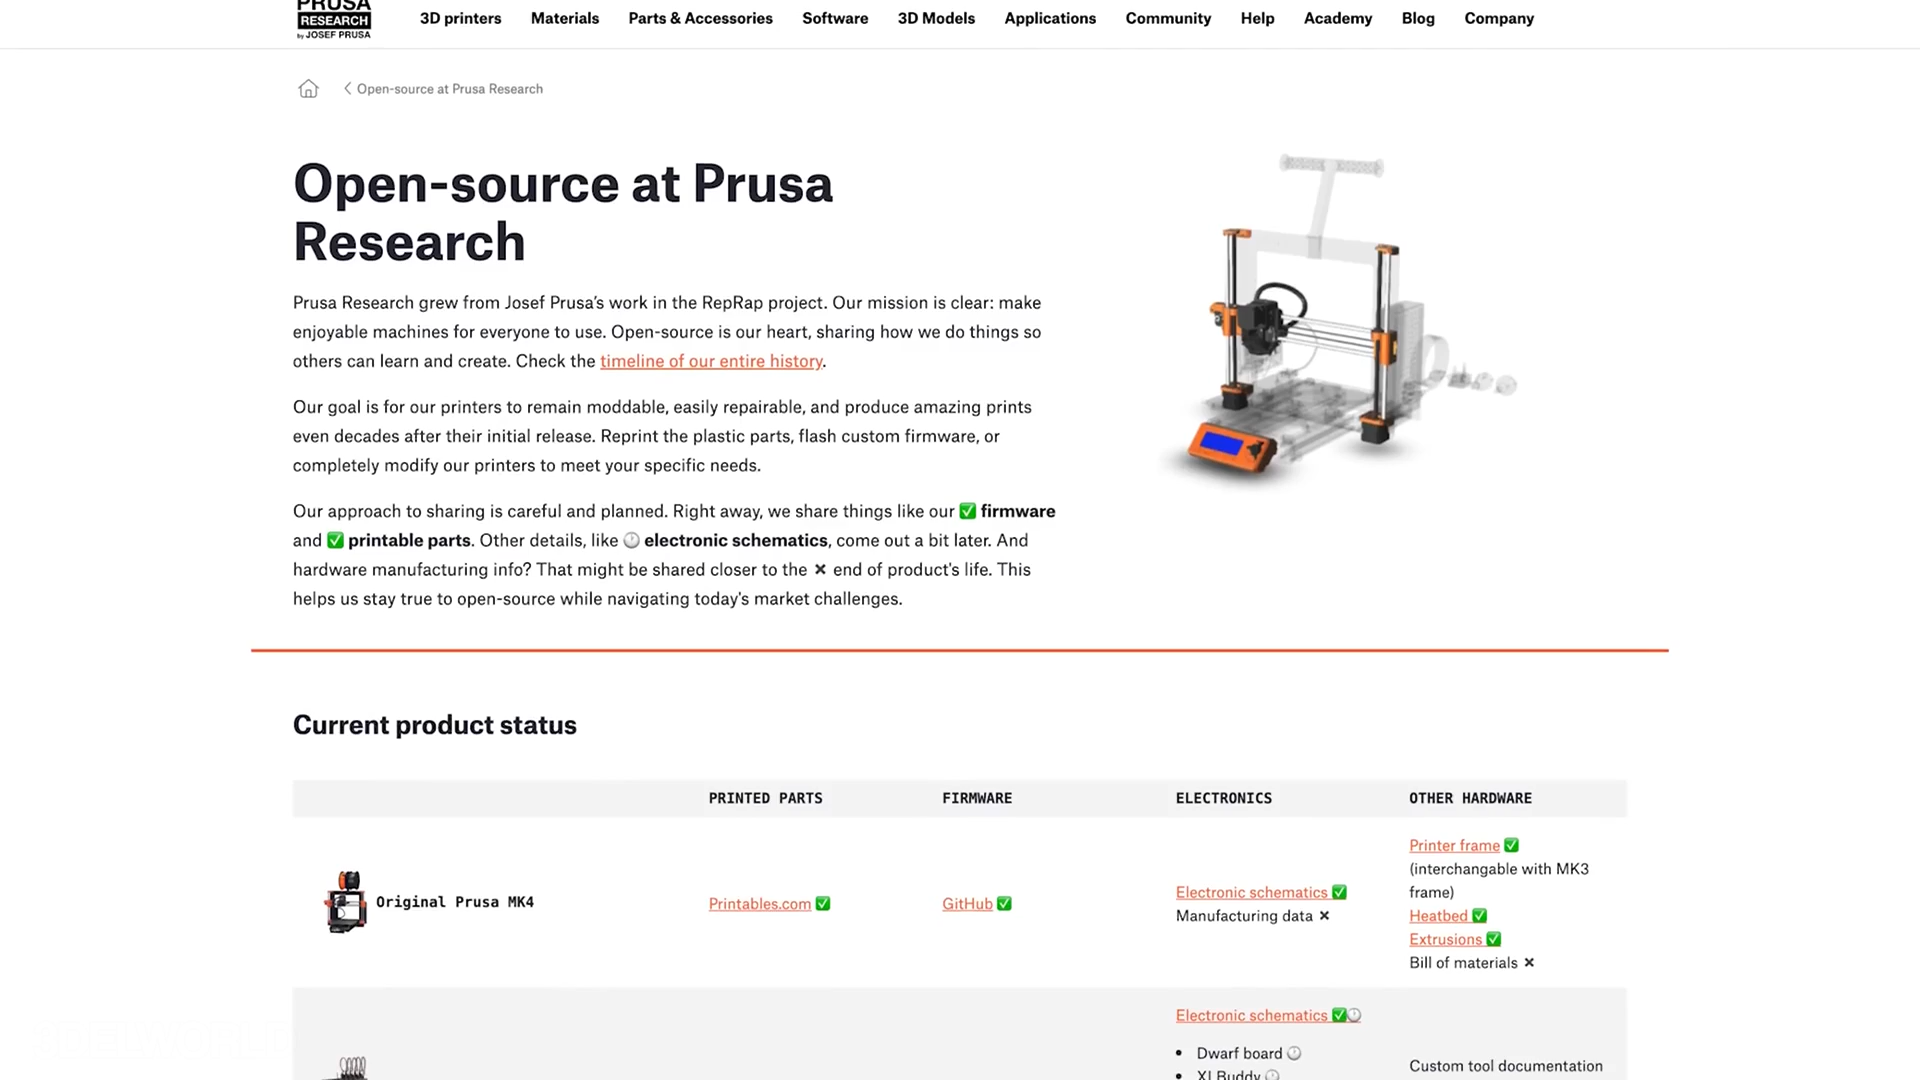 PRUSA
RESEARCH
by JOSEF PRUSA
3D printers Materials Parts & Accessories Software 3D Models Applications Community Help Academy Blog Company
Open-source at Prusa Research
Open-source at Prusa
Research
Prusa Research grew from Josef Prusa’s work in the RepRap project. Our mission is clear: make
enjoyable machines for everyone to use. Open-source is our heart, sharing how we do things so
others can learn and create. Check the timeline of our entire history.
Our goal is for our printers to remain moddable, easily repairable, and produce amazing prints
even decades after their initial release. Reprint the plastic parts, flash custom firmware, or
completely modify our printers to meet your specific needs.
Our approach to sharing is careful and planned. Right away, we share things like our ✅ firmware
and ✅ printable parts. Other details, like 🕐 electronic schematics, come out a bit later. And
hardware manufacturing info? That might be shared closer to the ✕ end of product's life. This
helps us stay true to open-source while navigating today's market challenges.
Current product status
PRINTED PARTS FIRMWARE ELECTRONICS OTHER HARDWARE
Original Prusa MK4
Printables.com ✅
GitHub ✅
Electronic schematics ✅
Manufacturing data ✕
Printer frame ✅
(interchangable with MK3
frame)
Heatbed ✅
Extrusions ✅
Bill of materials ✕
Electronic schematics ✅🕐
• Dwarf board 🕐
• XLBuddy 🕐
Custom tool documentation